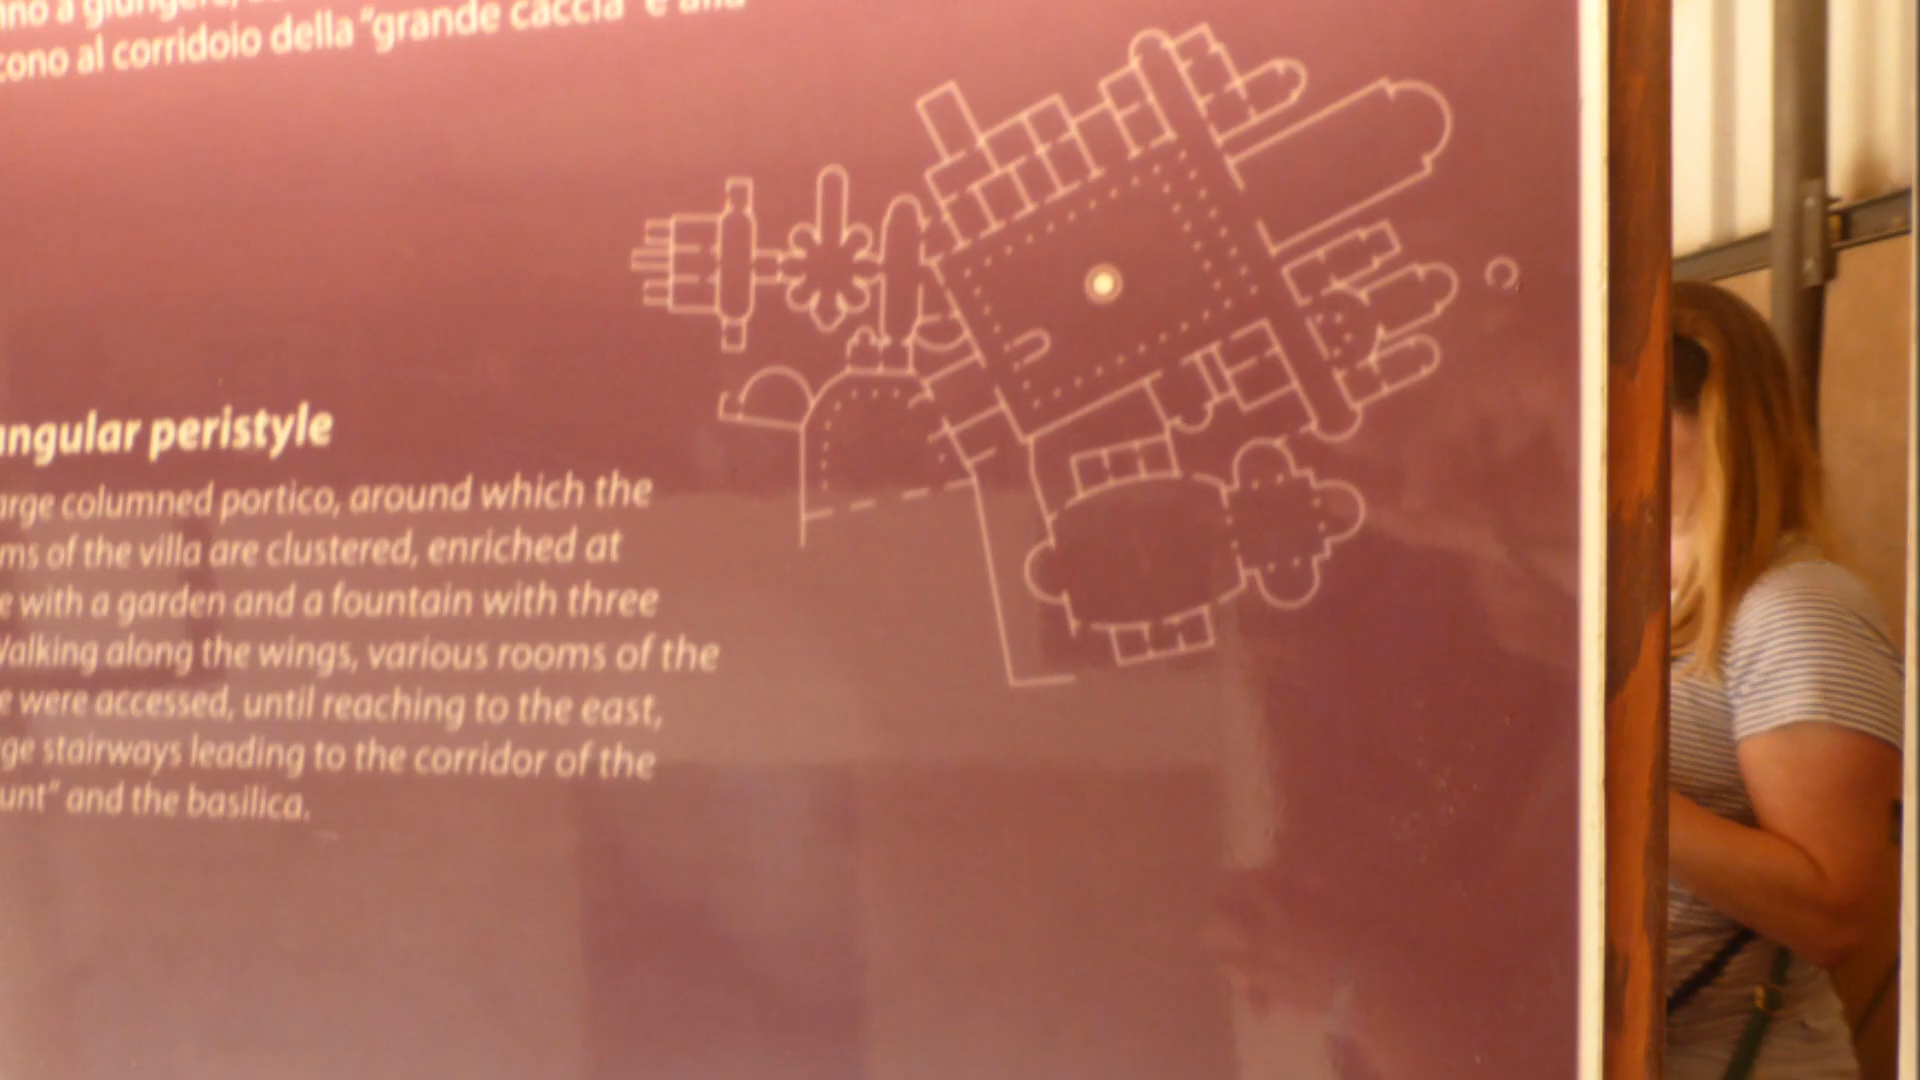 ono al corridoio della "grande caccia" e alla
angular peristyle
arge columned portico, around which the
ms of the villa are clustered, enriched at
e with a garden and a fountain with three
Walking along the wings, various rooms of the
e were accessed, until reaching to the east,
ge stairways leading to the corridor of the
unt" and the basilica.